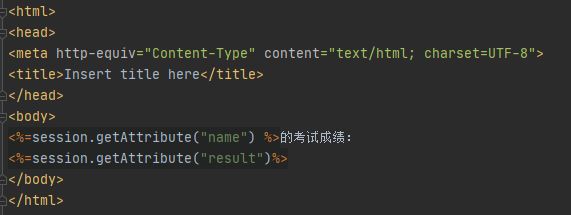 <html>
<head>
<meta http-equiv="Content-Type" content="text/html; charset=UTF-8">
<title>Insert title here</title>
</head>
<body>
<%=session.getAttribute("name") %>的考试成绩:
<%=session.getAttribute("result")%>
</body>
</html>